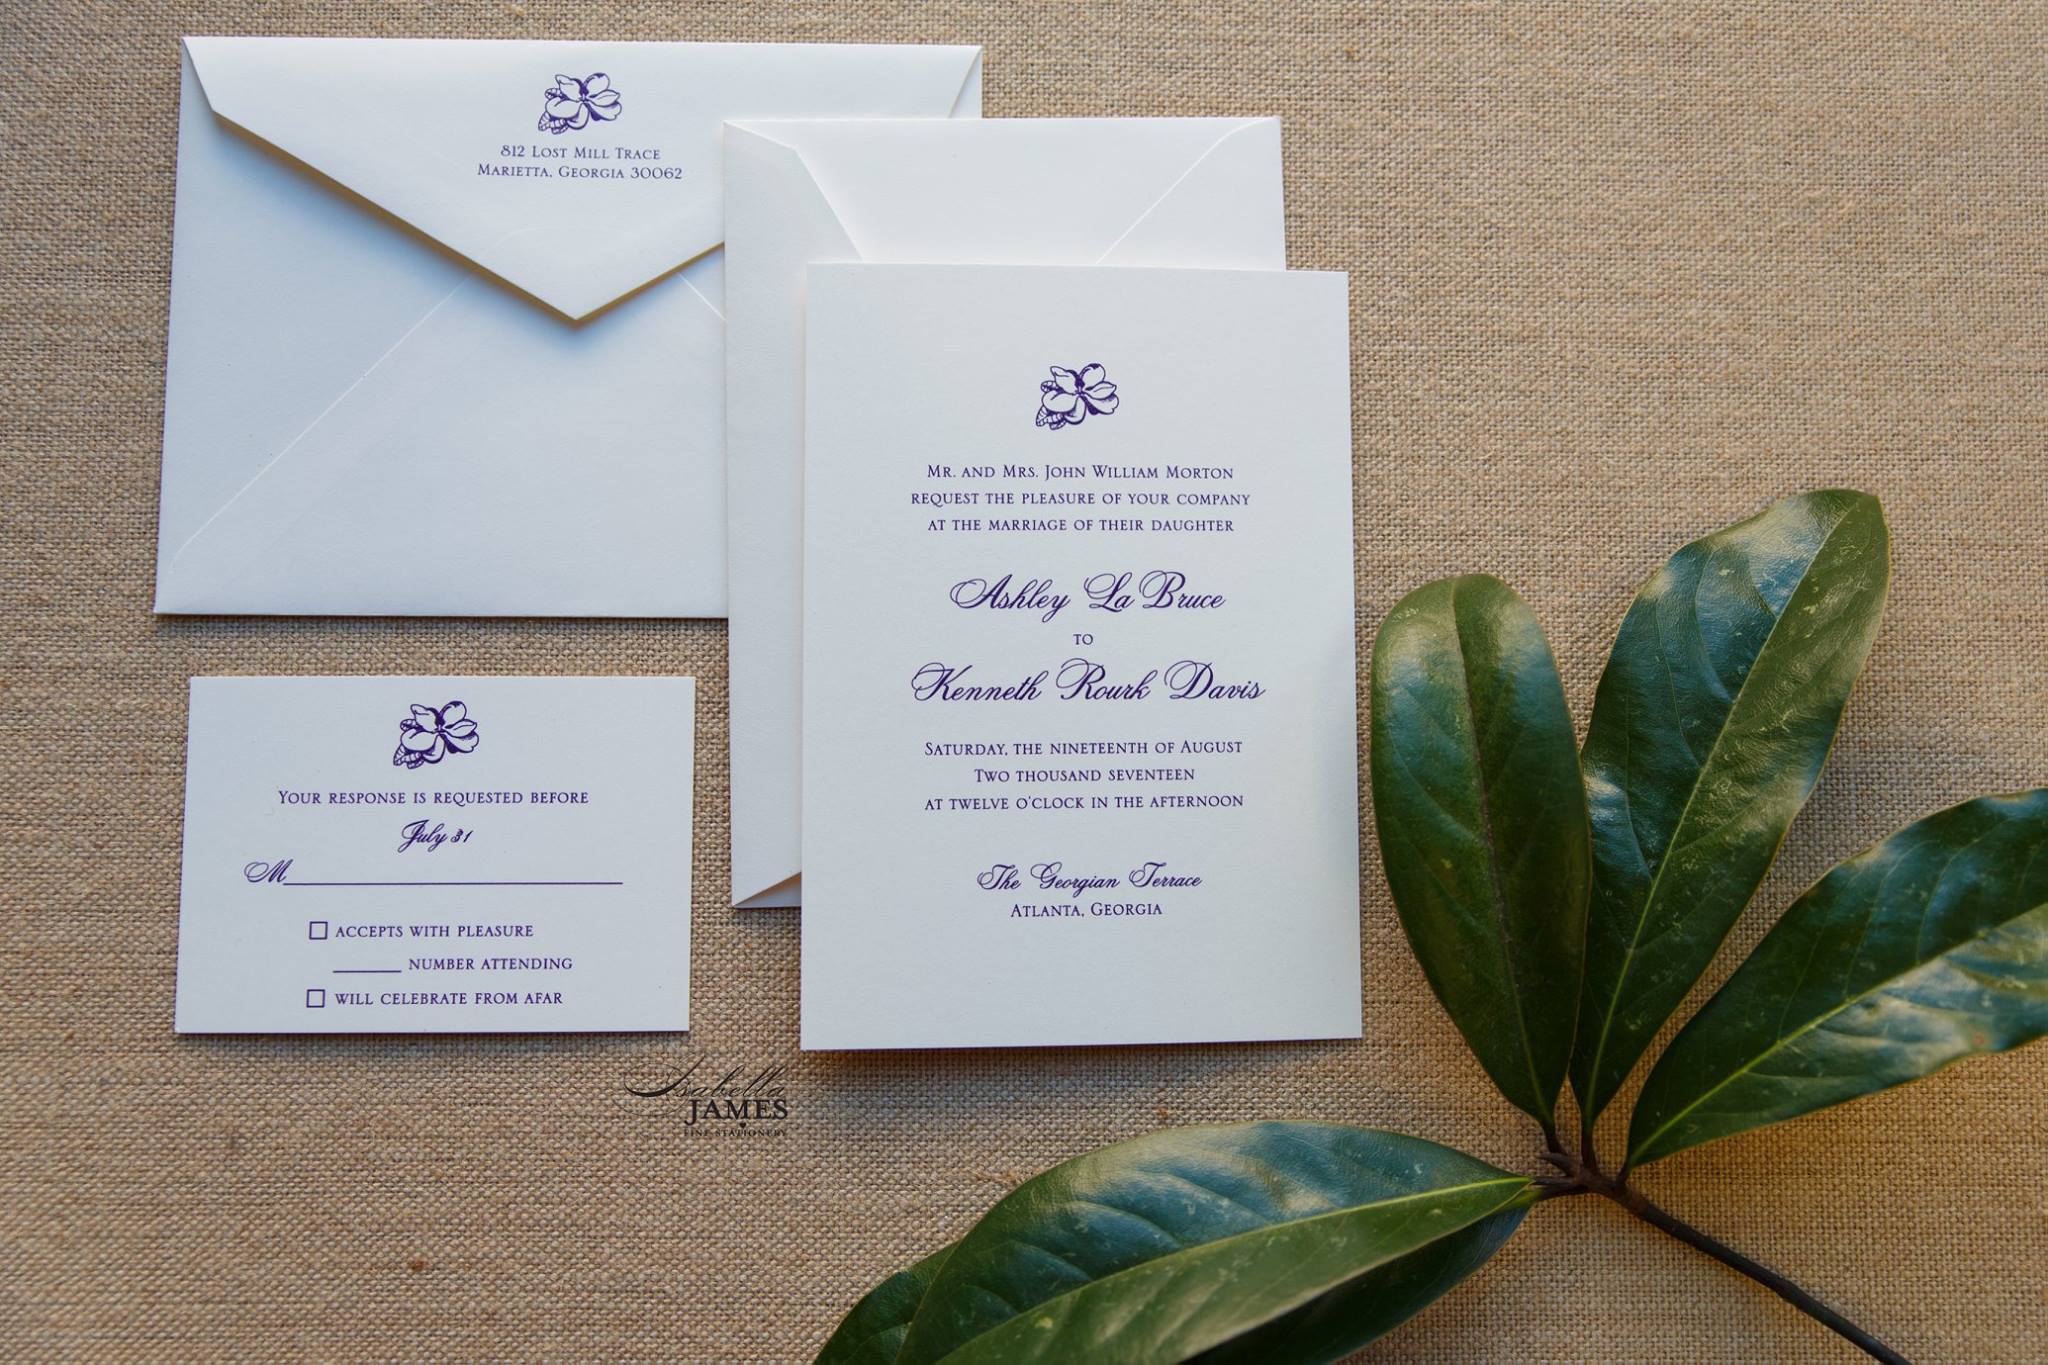 812 Lost Mill Trace
Marietta, Georgia 30062
Mr. and Mrs. John William Morton
request the pleasure of your company
at the marriage of their daughter
Ashley La Bruce
to
Kenneth Rourk Davis
Saturday, the nineteenth of August
Two thousand seventeen
at twelve o'clock in the afternoon
The Georgian Terrace
Atlanta, Georgia
Your response is requested before
July 31
M
accepts with pleasure
number attending
will celebrate from afar
Isabella
JAMES
FINE STATIONERY